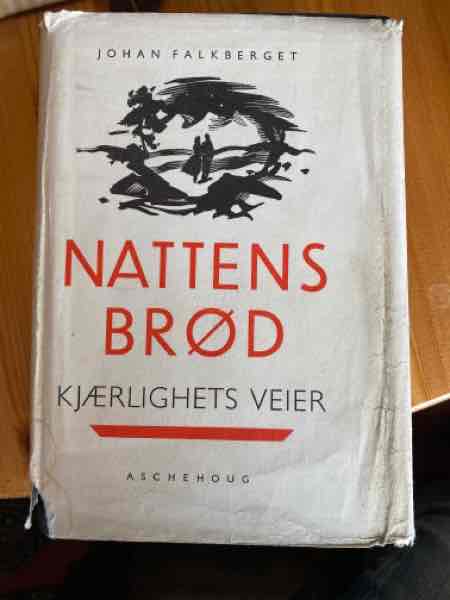 JOHAN FALKBERGET
NATTENS
BRØD
KJÆRLIGHETS VEIER
ASCHEHOUG